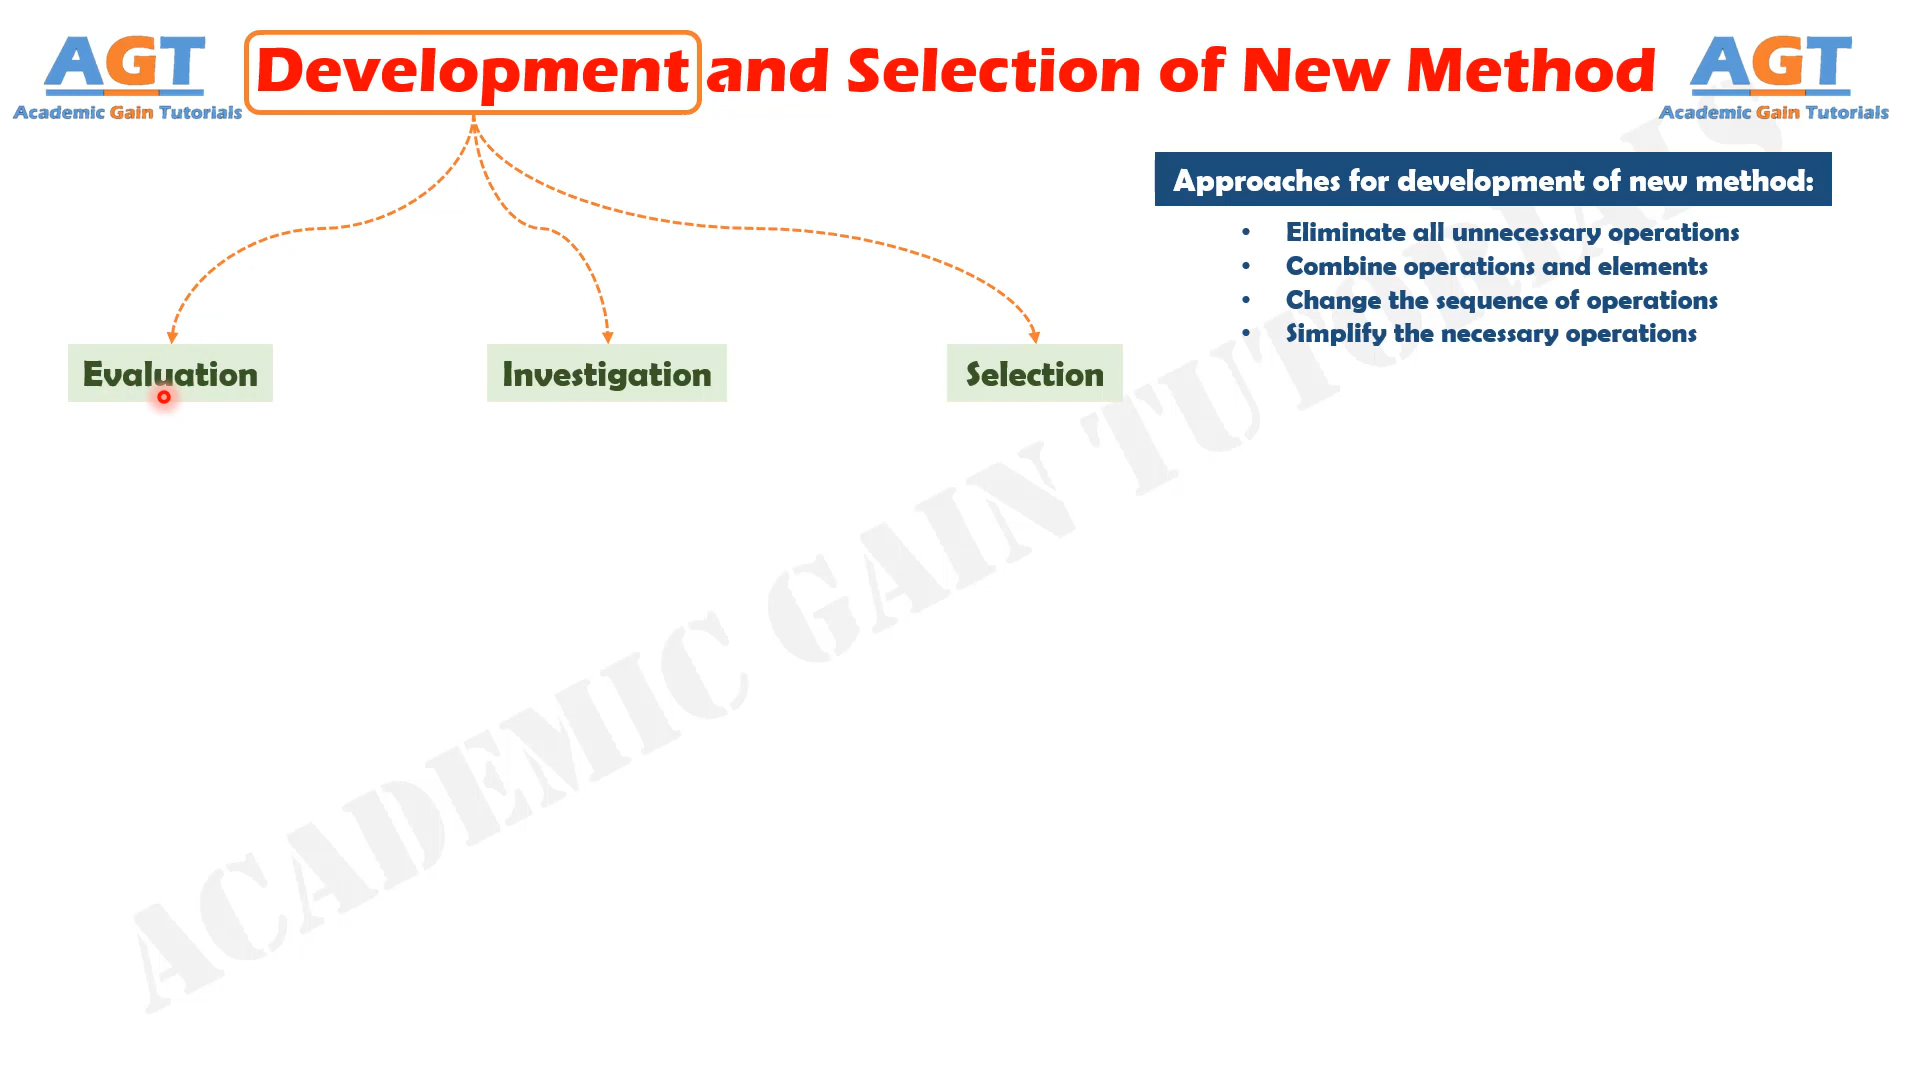 AGT
Academic Gain Tutorials
Development and Selection of New Method
AGT
Academic Gain Tutorials
Approaches for development of new method:
• Eliminate all unnecessary operations
• Combine operations and elements
• Change the sequence of operations
• Simplify the necessary operations
Evaluation
Investigation
Selection
ACADEMIC GAIN TUTORIALS